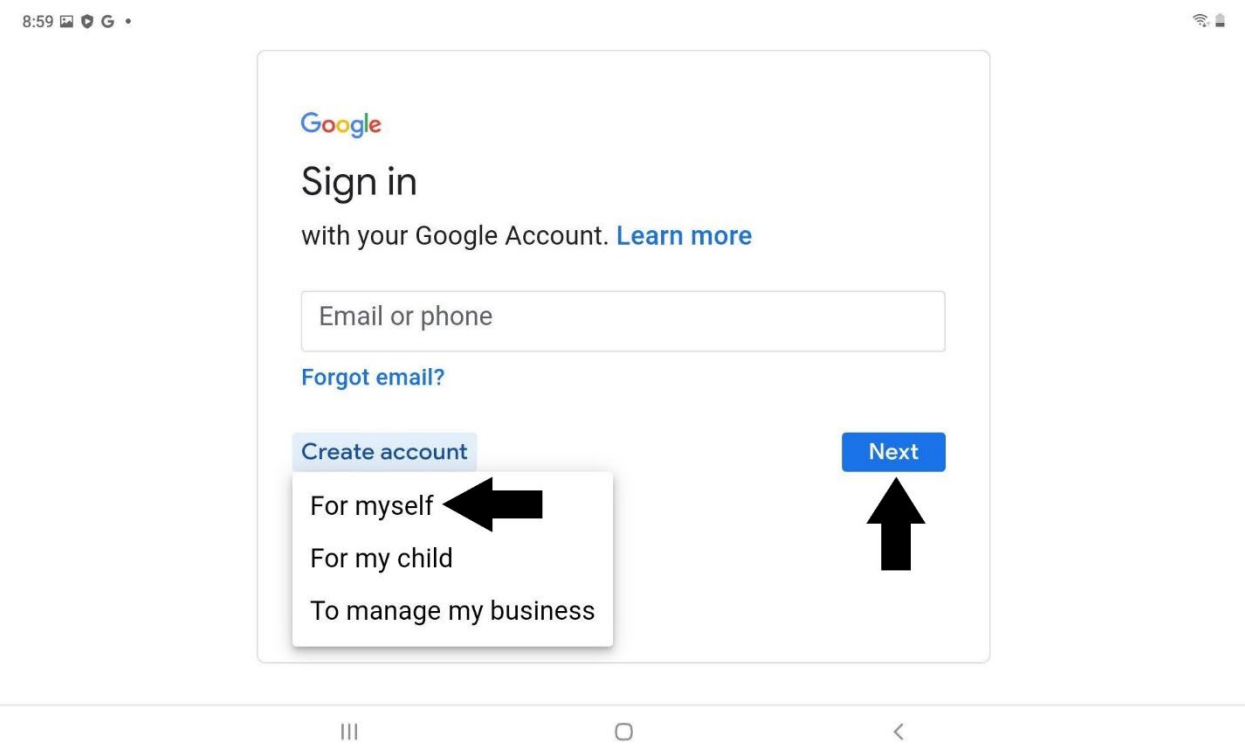 8:59 G
Google
Sign in
with your Google Account. Learn more
Email or phone
Forgot email?
Create account
Next
For myself
For my child
To manage my business